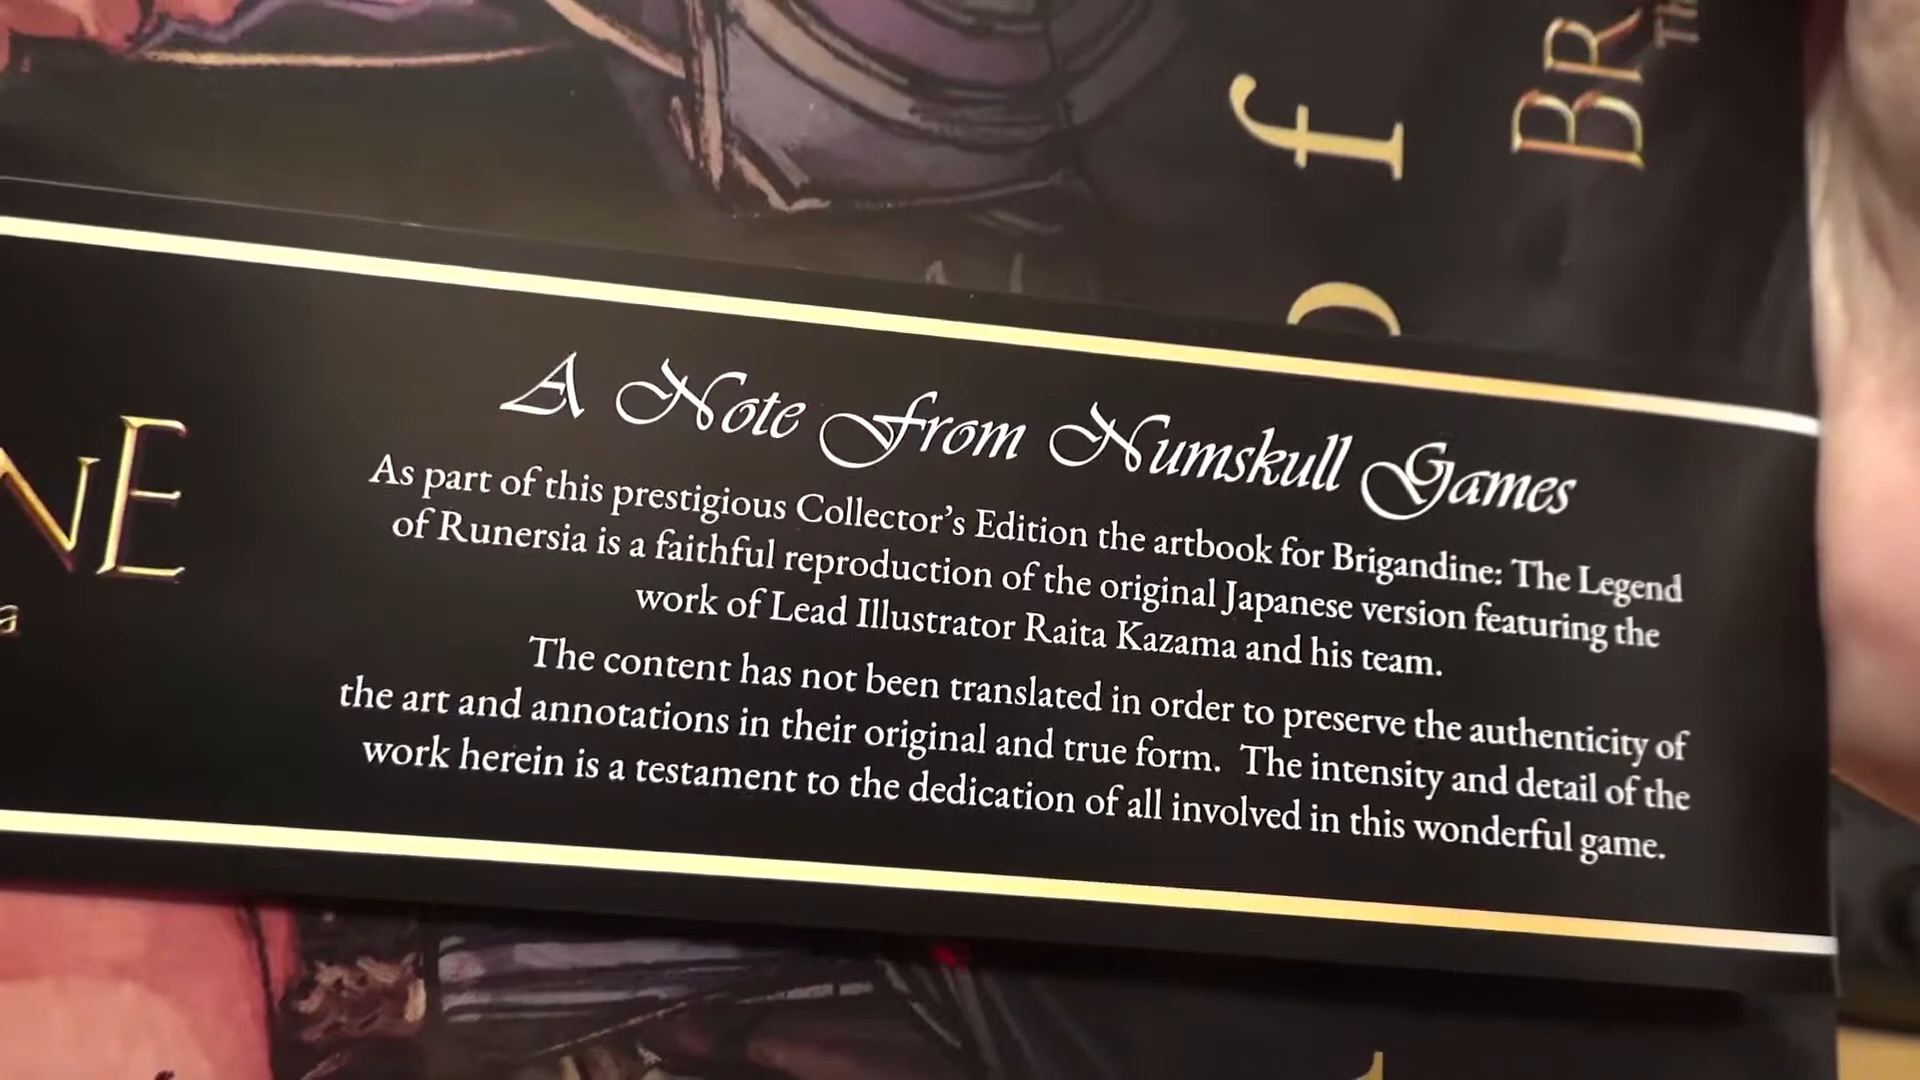 BR
Th
f
o
NE
a
A Note From Numskull Games
As part of this prestigious Collector's Edition the artbook for Brigandine: The Legend
of Runersia is a faithful reproduction of the original Japanese version featuring the
work of Lead Illustrator Raita Kazama and his team.
The content has not been translated in order to preserve the authenticity of
the art and annotations in their original and true form. The intensity and detail of the
work herein is a testament to the dedication of all involved in this wonderful game.